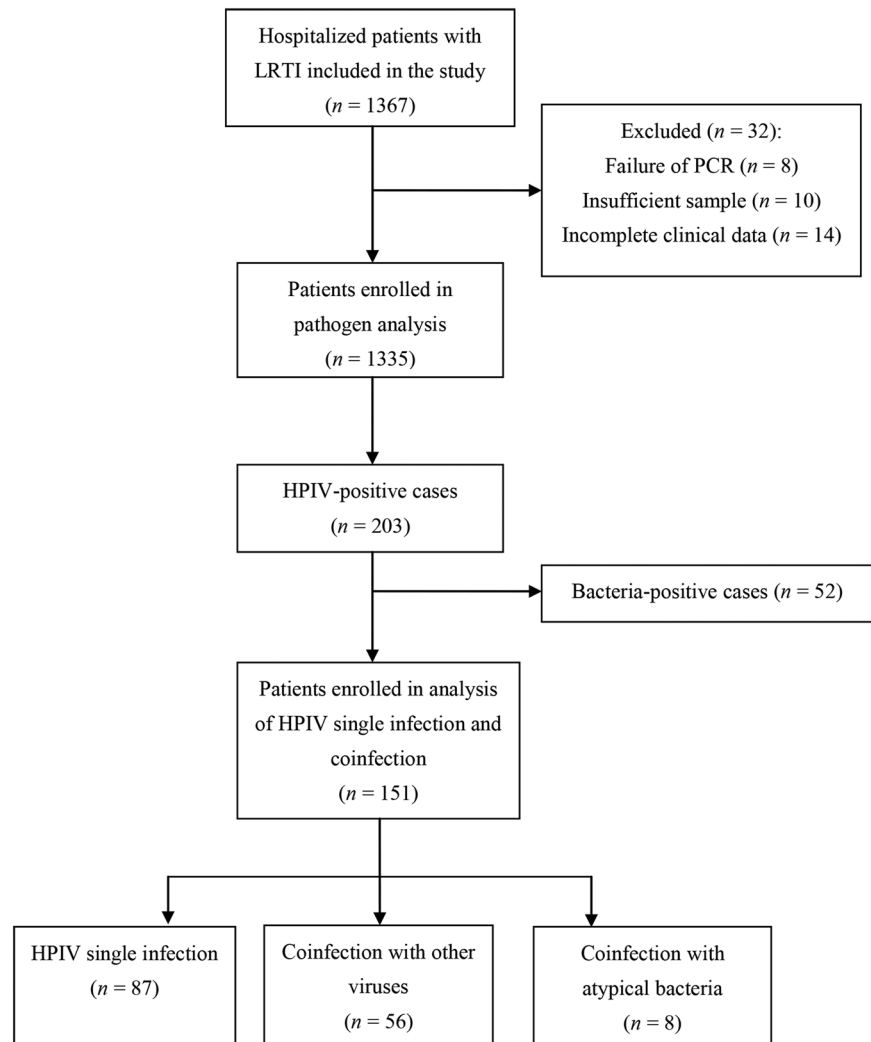 Hospitalized patients with
LRTI included in the study
(n = 1367)
Excluded (n = 32):
Failure of PCR (n = 8)
Insufficient sample (n = 10)
Incomplete clinical data (n = 14)
Patients enrolled in
pathogen analysis
(n = 1335)
HPIV-positive cases
(n = 203)
Bacteria-positive cases (n = 52)
Patients enrolled in analysis
of HPIV single infection and
coinfection
(n = 151)
HPIV single infection
(n = 87)
Coinfection with other
viruses
(n = 56)
Coinfection with
atypical bacteria
(n = 8)